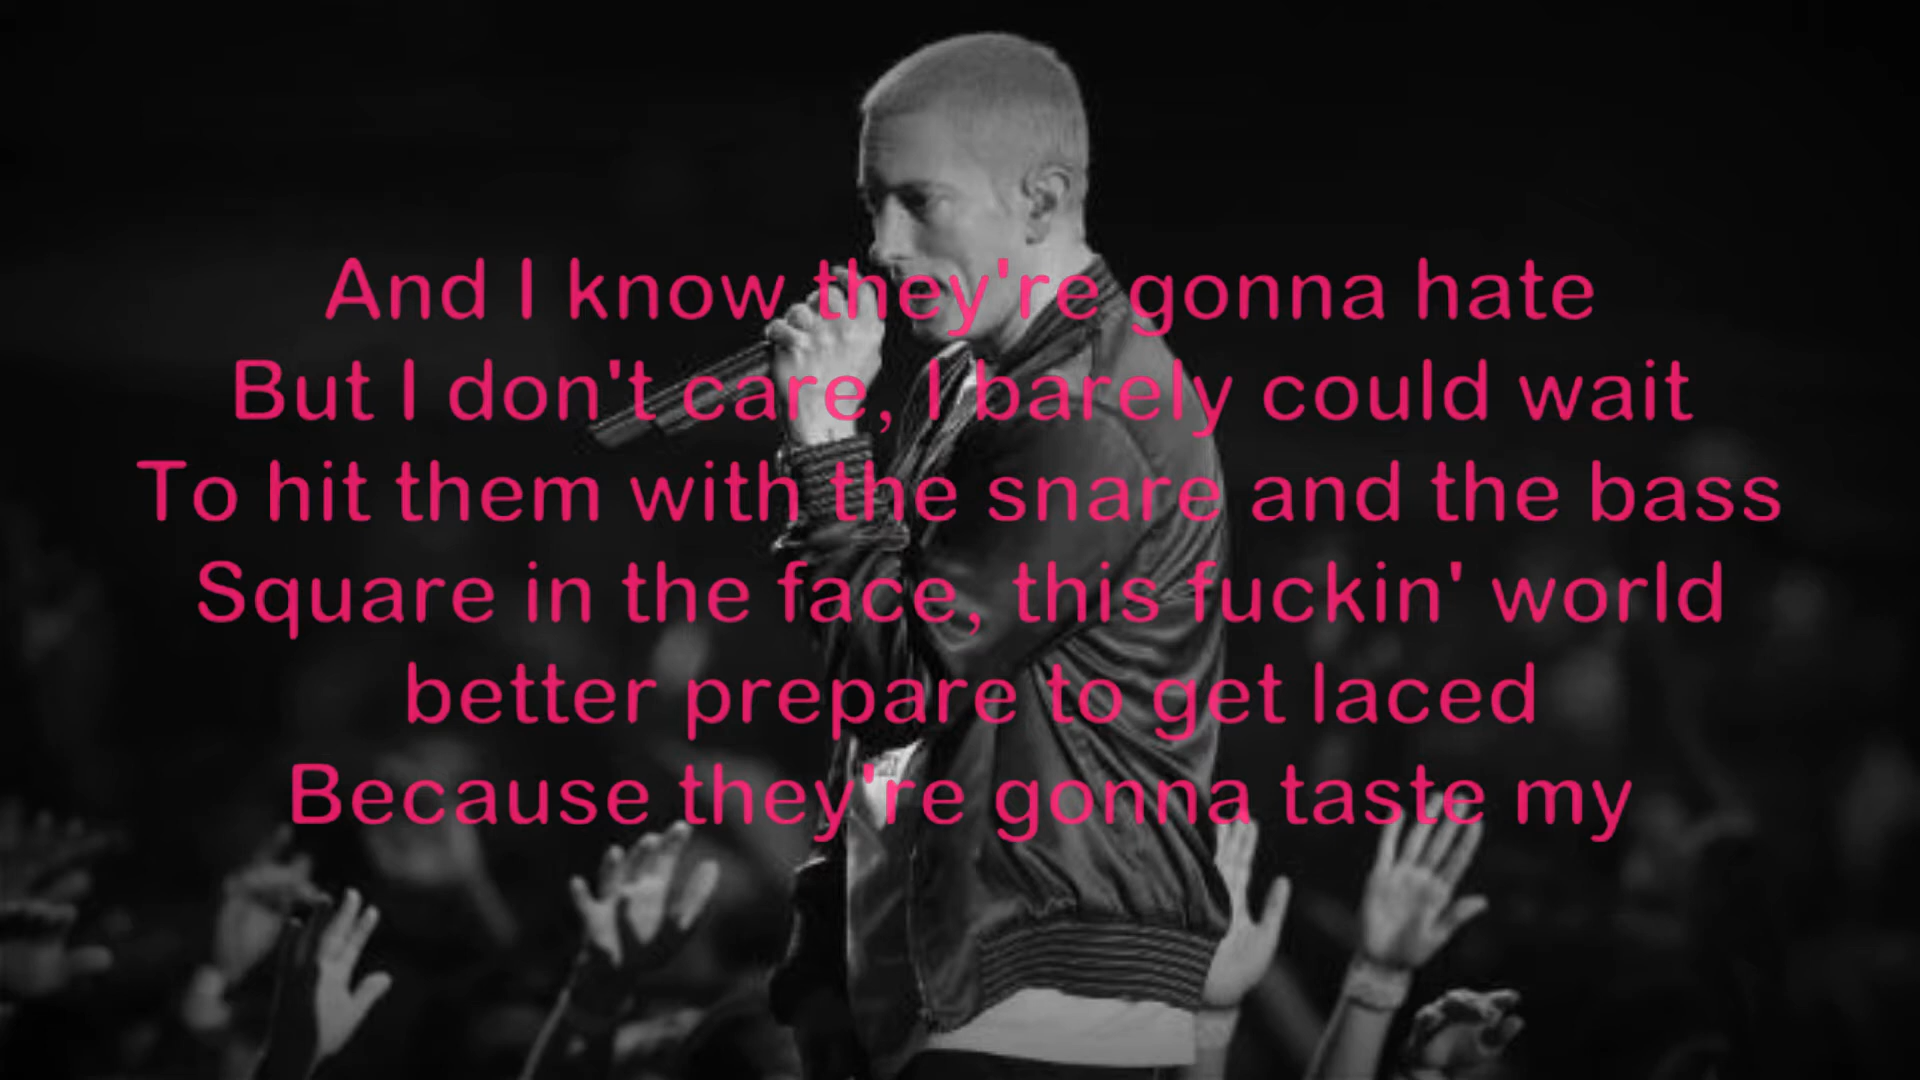 And I know they're gonna hate
But I don't care, I barely could wait
To hit them with the snare and the bass
Square in the face, this fuckin' world
better prepare to get laced
Because they're gonna taste my